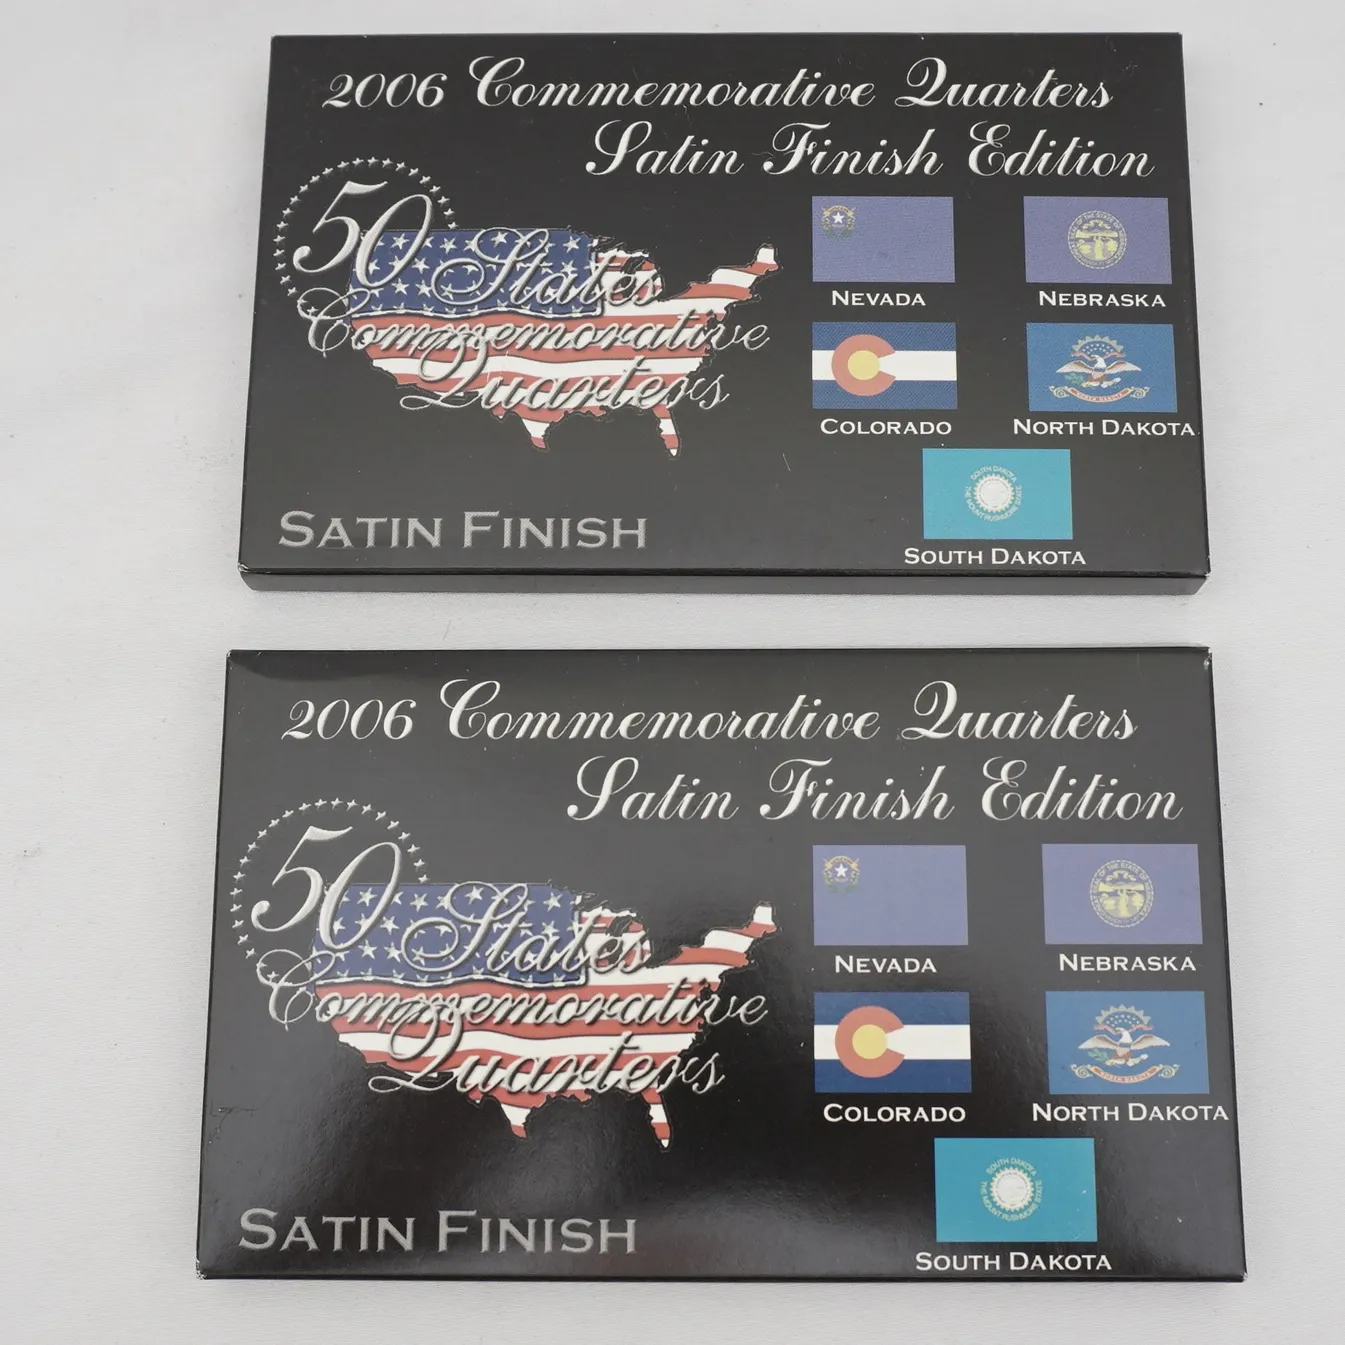 2006 Commemorative Quarters
Satin Finish Edition
50 States
Commemorative
Quarters
NEVADA
NEBRASKA
COLORADO
NORTH DAKOTA
SOUTH DAKOTA
SATIN FINISH
2006 Commemorative Quarters
Satin Finish Edition
50 States
Commemorative
Quarters
NEVADA
NEBRASKA
COLORADO
NORTH DAKOTA
SOUTH DAKOTA
SATIN FINISH